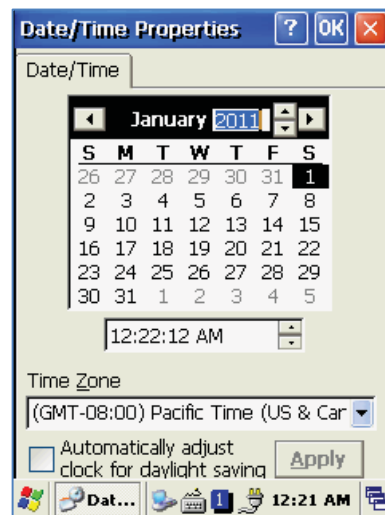 Date/Time Properties ? OK ×
Date/Time
January 2011
S M T W T F S
26 27 28 29 30 31 1
2 3 4 5 6 7 8
9 10 11 12 13 14 15
16 17 18 19 20 21 22
23 24 25 26 27 28 29
30 31 1 2 3 4 5
12:22:12 AM
Time Zone
(GMT-08:00) Pacific Time (US & Car
Automatically adjust
clock for daylight saving
Apply
Dat... 1 12:21 AM